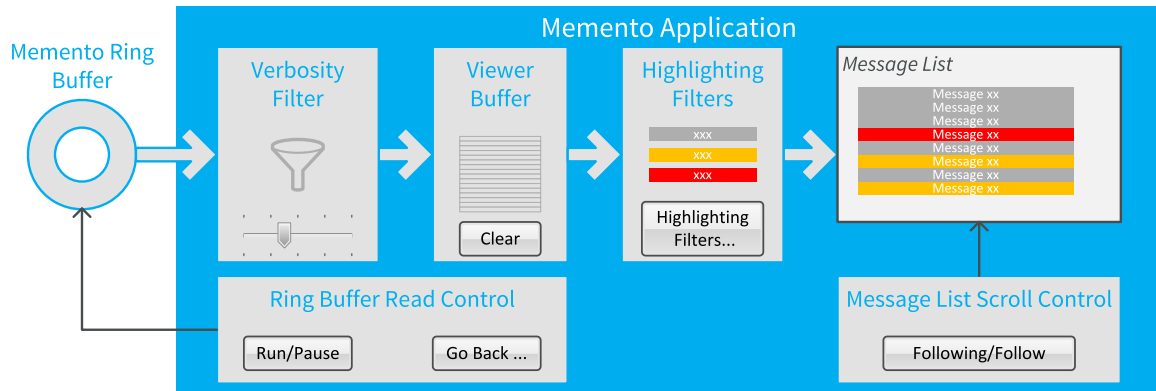 Memento Application
Memento Ring
Buffer
Verbosity
Filter
Viewer
Buffer
Clear
Highlighting
Filters
xxx
xxx
xxx
Highlighting
Filters...
Message List
Message xx
Message xx
Message xx
Message xx
Message xx
Message xx
Message xx
Message xx
Ring Buffer Read Control
Run/Pause
Go Back ...
Message List Scroll Control
Following/Follow